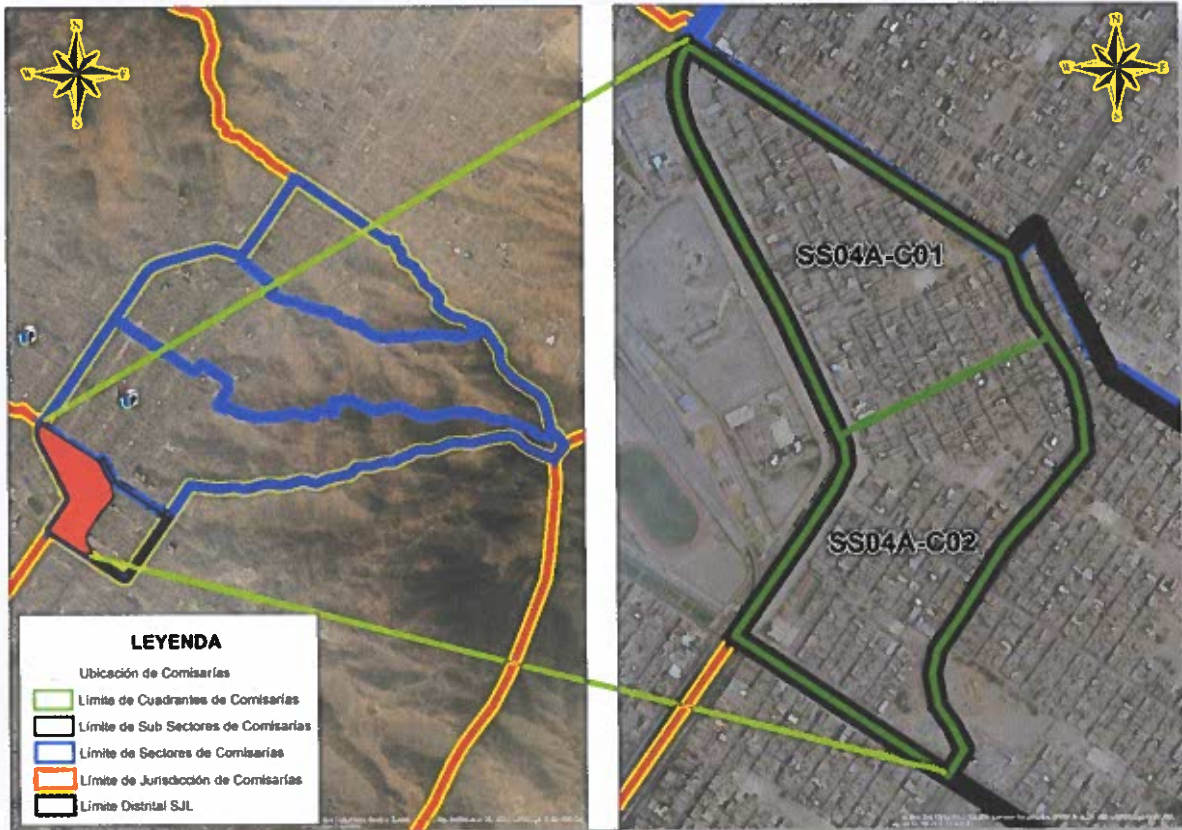 N
W
E
S
N
W
E
S
SS04A-C01
SS04A-C02
LEYENDA
Ubicación de Comisarías
Límite de Cuadrantes de Comisarías
Límite de Sub Sectores de Comisarías
Límite de Sectores de Comisarías
Límite de Jurisdicción de Comisarías
Límite Distrital SJL